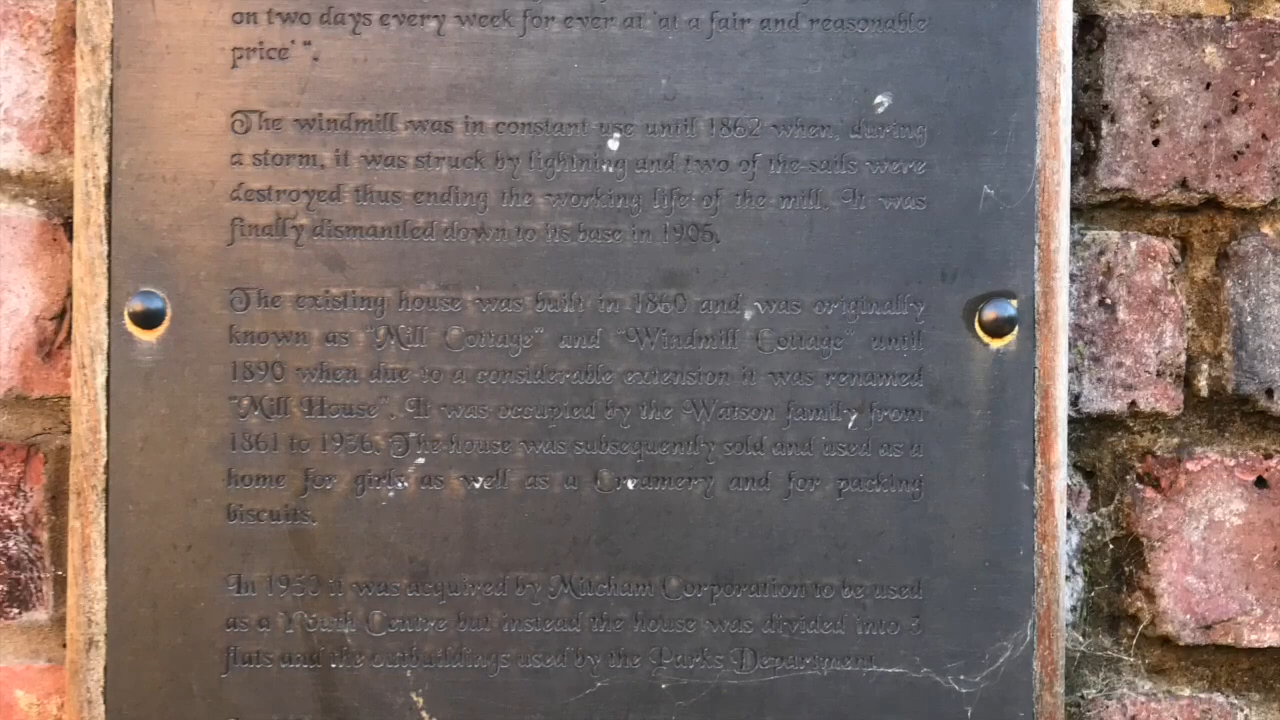 on two days every week for ever at 'at a fair and reasonable
price' ".
The windmill was in constant use until 1862 when, during
a storm, it was struck by lightning and two of the sails were
destroyed thus ending the working life of the mill. It was
finally dismantled down to its base in 1905.
The existing house was built in 1860 and was originally
known as "Mill Cottage" and "Windmill Cottage" until
1890 when due to a considerable extension it was renamed
"Mill House". It was occupied by the Watson family from
1861 to 1936. The house was subsequently sold and used as a
home for girls as well as a Creamery and for packing
biscuits.
In 1950 it was acquired by Mitcham Corporation to be used
as a Youth Centre but instead the house was divided into 3
flats and the outbuildings used by the Parks Department.